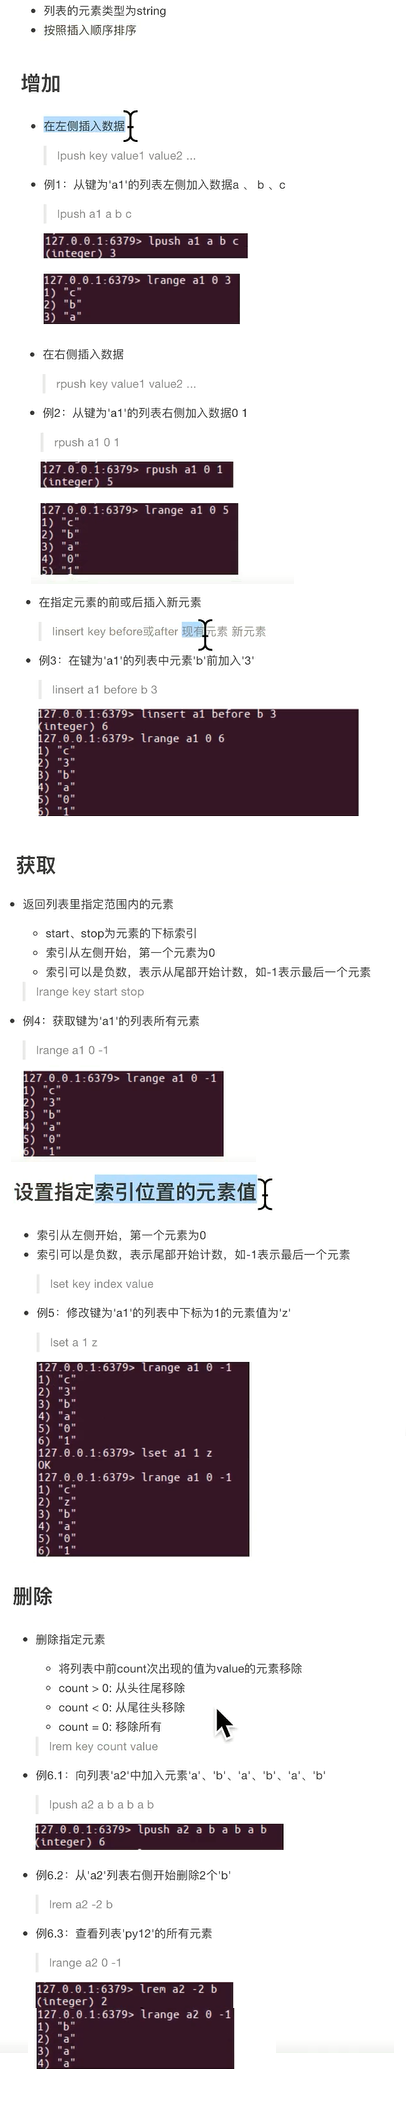 列表的元素类型为string
按照插入顺序排序
增加
在左侧插入数据
lpush key value1 value2 ...
例1：从键为'a1'的列表左侧加入数据a 、 b 、c
lpush a1 a b c
127.0.0.1:6379> lpush a1 a b c
(integer) 3
127.0.0.1:6379> lrange a1 0 3
1) "c"
2) "b"
3) "a"
在右侧插入数据
rpush key value1 value2 ...
例2：从键为'a1'的列表右侧加入数据0 1
rpush a1 0 1
127.0.0.1:6379> rpush a1 0 1
(integer) 5
127.0.0.1:6379> lrange a1 0 5
1) "c"
2) "b"
3) "a"
4) "0"
5) "1"
在指定元素的前或后插入新元素
linsert key before或after 现有元素 新元素
例3：在键为'a1'的列表中元素'b'前加入'3'
linsert a1 before b 3
127.0.0.1:6379> linsert a1 before b 3
(integer) 6
127.0.0.1:6379> lrange a1 0 6
1) "c"
2) "3"
3) "b"
4) "a"
5) "0"
6) "1"
获取
返回列表里指定范围内的元素
start、stop为元素的下标索引
索引从左侧开始，第一个元素为0
索引可以是负数，表示从尾部开始计数，如-1表示最后一个元素
lrange key start stop
例4：获取键为'a1'的列表所有元素
lrange a1 0 -1
127.0.0.1:6379> lrange a1 0 -1
1) "c"
2) "3"
3) "b"
4) "a"
5) "0"
6) "1"
设置指定索引位置的元素值
索引从左侧开始，第一个元素为0
索引可以是负数，表示尾部开始计数，如-1表示最后一个元素
lset key index value
例5：修改键为'a1'的列表中下标为1的元素值为'z'
lset a 1 z
127.0.0.1:6379> lrange a1 0 -1
1) "c"
2) "3"
3) "b"
4) "a"
5) "0"
6) "1"
127.0.0.1:6379> lset a1 1 z
OK
127.0.0.1:6379> lrange a1 0 -1
1) "c"
2) "z"
3) "b"
4) "a"
5) "0"
6) "1"
删除
删除指定元素
将列表中前count次出现的值为value的元素移除
count > 0: 从头往尾移除
count < 0: 从尾往头移除
count = 0: 移除所有
lrem key count value
例6.1：向列表'a2'中加入元素'a'、'b'、'a'、'b'、'a'、'b'
lpush a2 a b a b a b
127.0.0.1:6379> lpush a2 a b a b a b
(integer) 6
例6.2：从'a2'列表右侧开始删除2个'b'
lrem a2 -2 b
例6.3：查看列表'py12'的所有元素
lrange a2 0 -1
127.0.0.1:6379> lrem a2 -2 b
(integer) 2
127.0.0.1:6379> lrange a2 0 -1
1) "b"
2) "a"
3) "a"
4) "a"